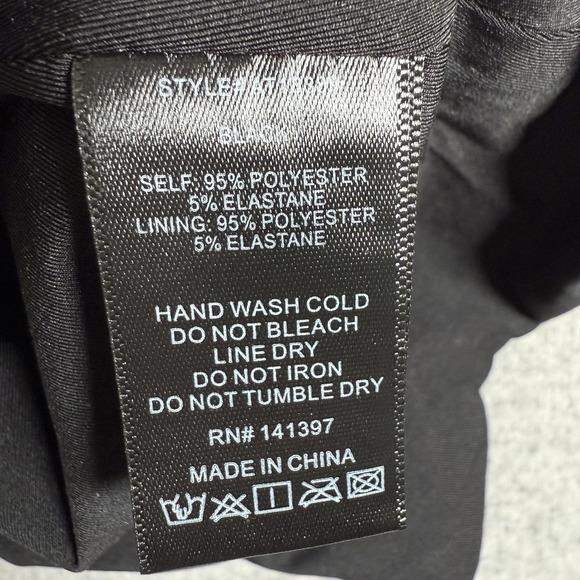 STYLE#
BLACK
SELF: 95% POLYESTER
5% ELASTANE
LINING: 95% POLYESTER
5% ELASTANE
HAND WASH COLD
DO NOT BLEACH
LINE DRY
DO NOT IRON
DO NOT TUMBLE DRY
RN# 141397
MADE IN CHINA